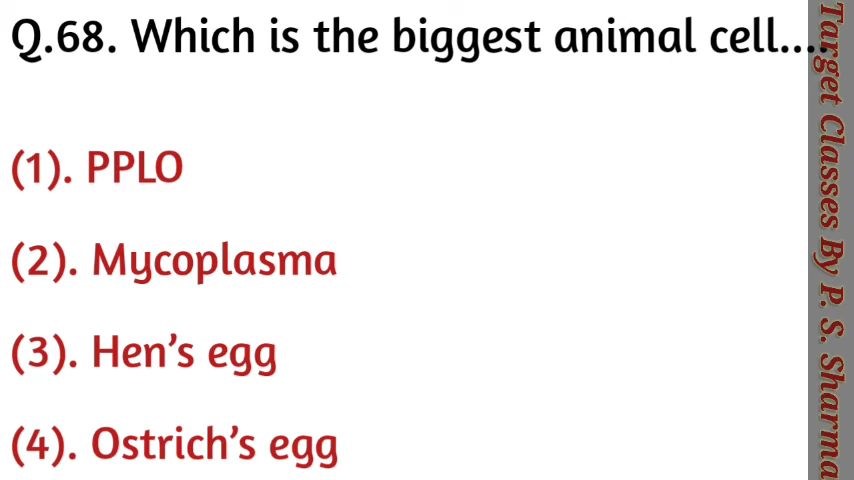 Q.68. Which is the biggest animal cell....
(1). PPLO
(2). Mycoplasma
(3). Hen's egg
(4). Ostrich's egg
Target Classes By P. S. Sharma